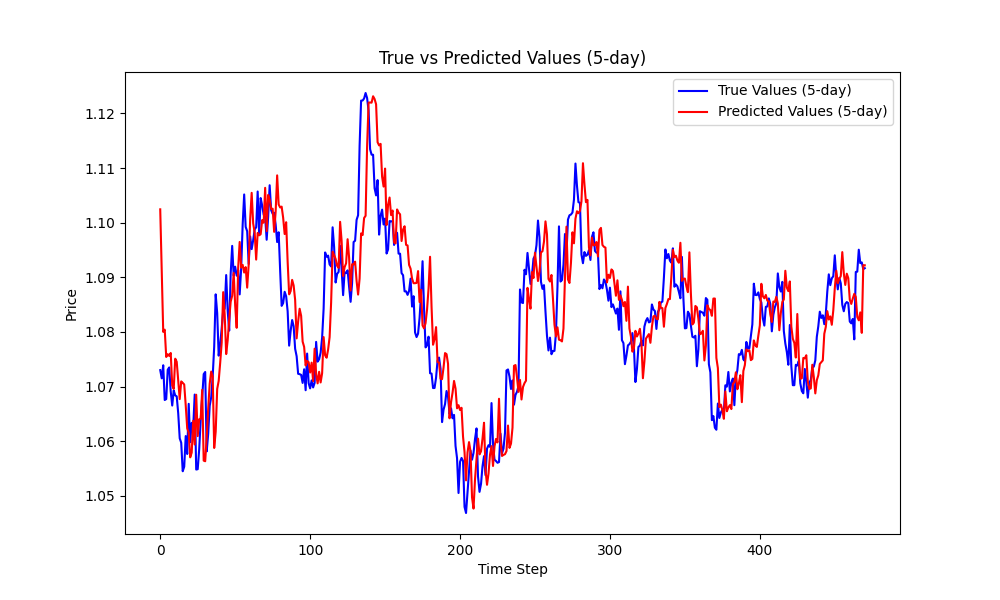 True vs Predicted Values (5-day)
True Values (5-day)
Predicted Values (5-day)
1.12
1.11
1.10
1.09
1.08
1.07
1.06
1.05
Price
0 100 200 300 400
Time Step